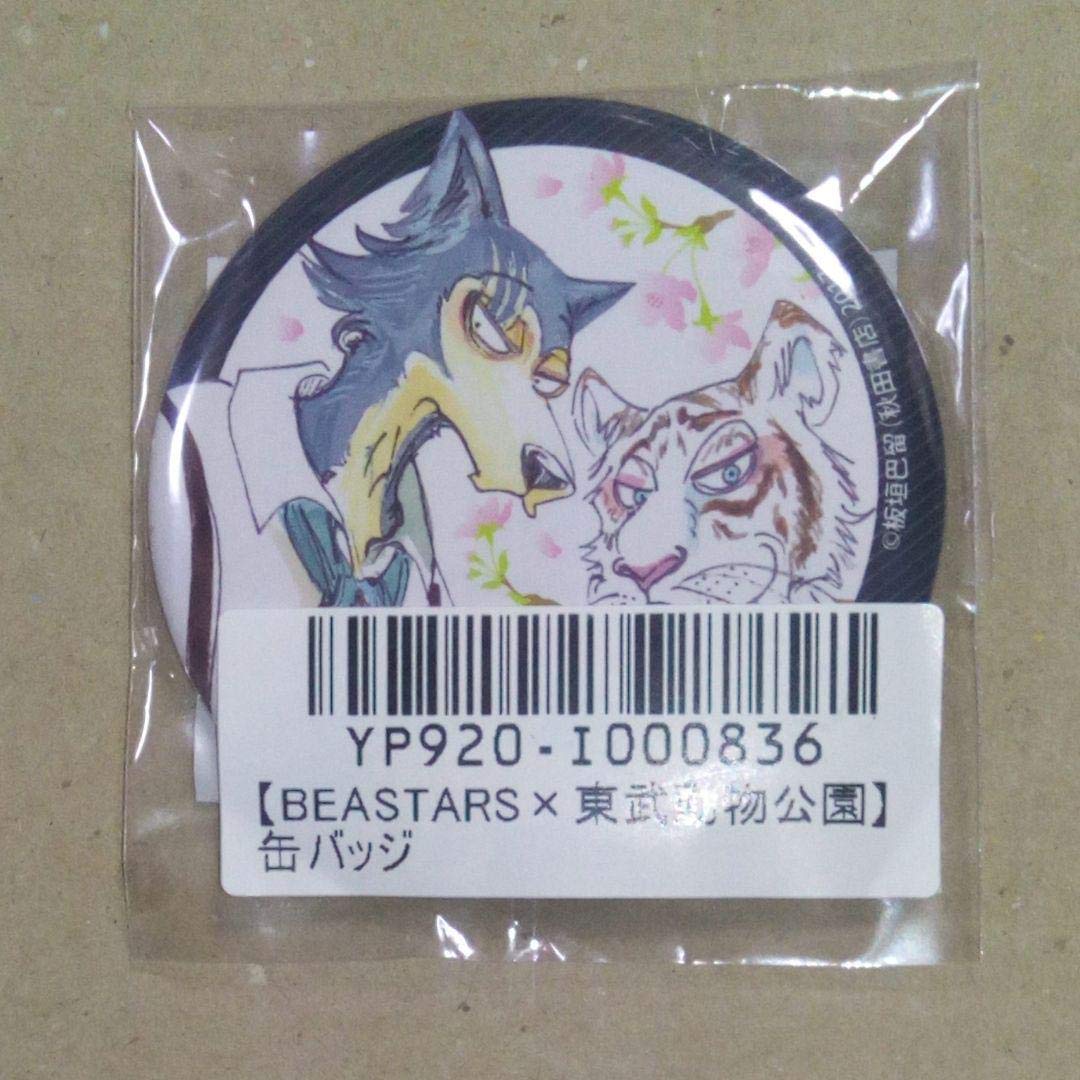 ©板垣巴留(秋田書店)201
YP920-I000836
【BEASTARS×東武動物公園】
缶バッジ